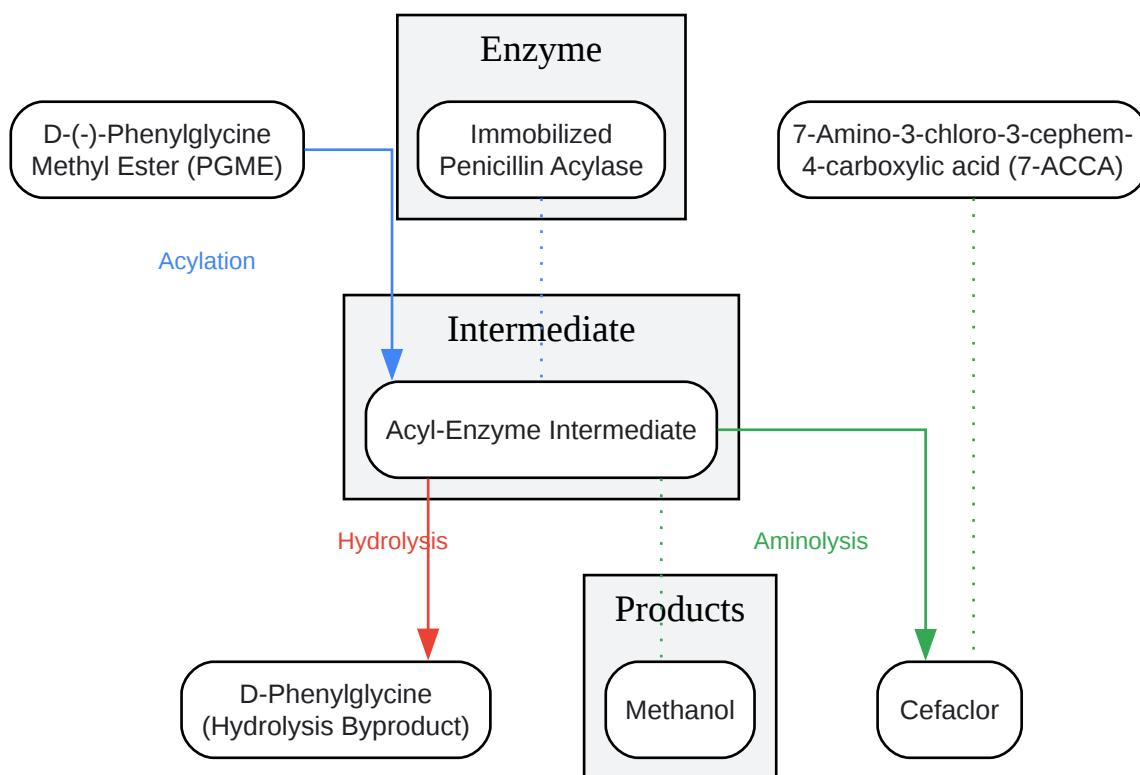 Enzyme
D-(-)-Phenylglycine
Methyl Ester (PGME)
Immobilized
Penicillin Acylase
7-Amino-3-chloro-3-cephem-
4-carboxylic acid (7-ACCA)
Acylation
Intermediate
Acyl-Enzyme Intermediate
Hydrolysis
Aminolysis
Products
D-Phenylglycine
(Hydrolysis Byproduct)
Methanol
Cefaclor